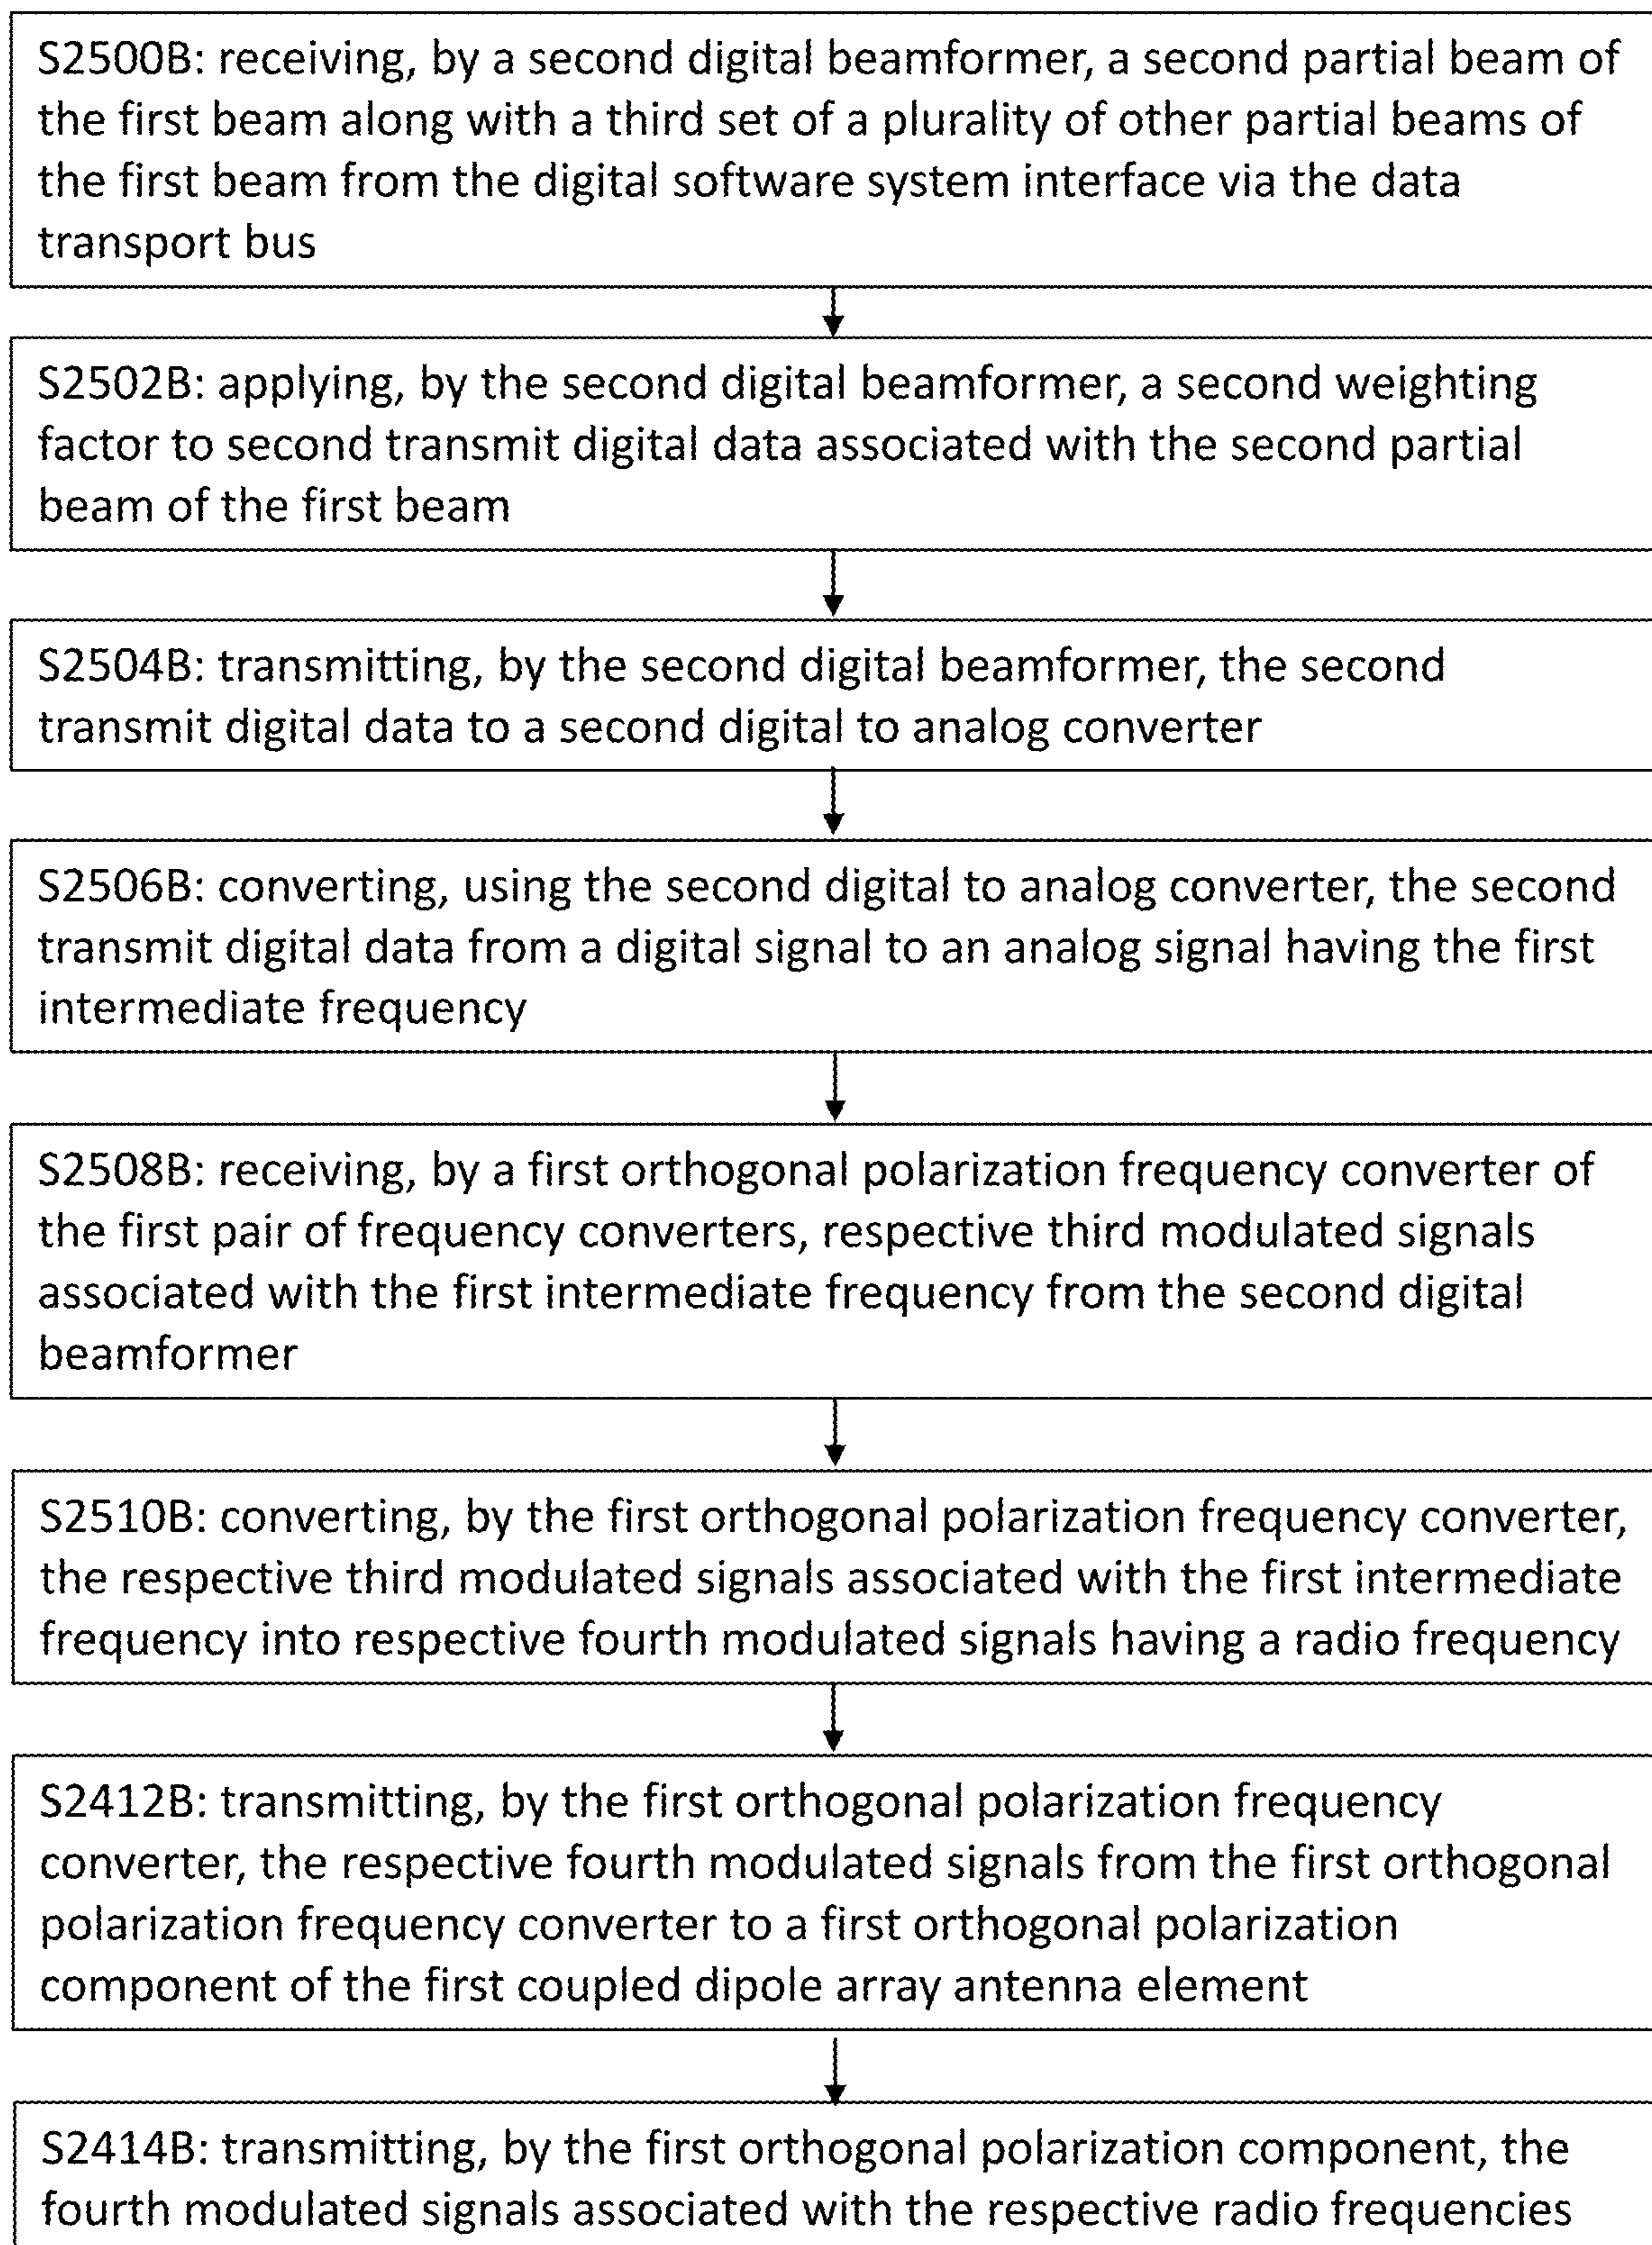 S2500B: receiving, by a second digital beamformer, a second partial beam of
the first beam along with a third set of a plurality of other partial beams of
the first beam from the digital software system interface via the data
transport bus
S2502B: applying, by the second digital beamformer, a second weighting
factor to second transmit digital data associated with the second partial
beam of the first beam
S2504B: transmitting, by the second digital beamformer, the second
transmit digital data to a second digital to analog converter
S2506B: converting, using the second digital to analog converter, the second
transmit digital data from a digital signal to an analog signal having the first
intermediate frequency
S2508B: receiving, by a first orthogonal polarization frequency converter of
the first pair of frequency converters, respective third modulated signals
associated with the first intermediate frequency from the second digital
beamformer
S2510B: converting, by the first orthogonal polarization frequency converter,
the respective third modulated signals associated with the first intermediate
frequency into respective fourth modulated signals having a radio frequency
S2412B: transmitting, by the first orthogonal polarization frequency
converter, the respective fourth modulated signals from the first orthogonal
polarization frequency converter to a first orthogonal polarization
component of the first coupled dipole array antenna element
S2414B: transmitting, by the first orthogonal polarization component, the
fourth modulated signals associated with the respective radio frequencies